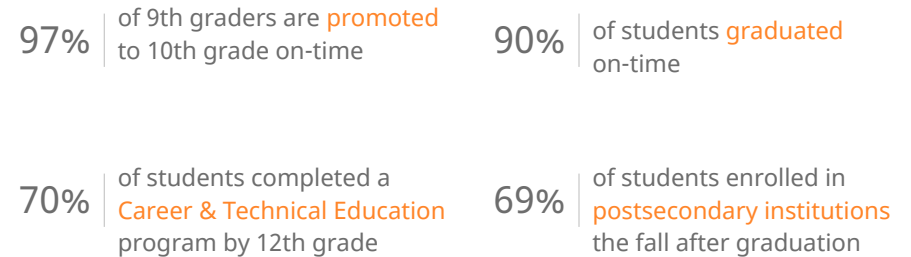 97%
of 9th graders are promoted
to 10th grade on-time
90%
of students graduated
on-time
70%
of students completed a
Career & Technical Education
program by 12th grade
69%
of students enrolled in
postsecondary institutions
the fall after graduation